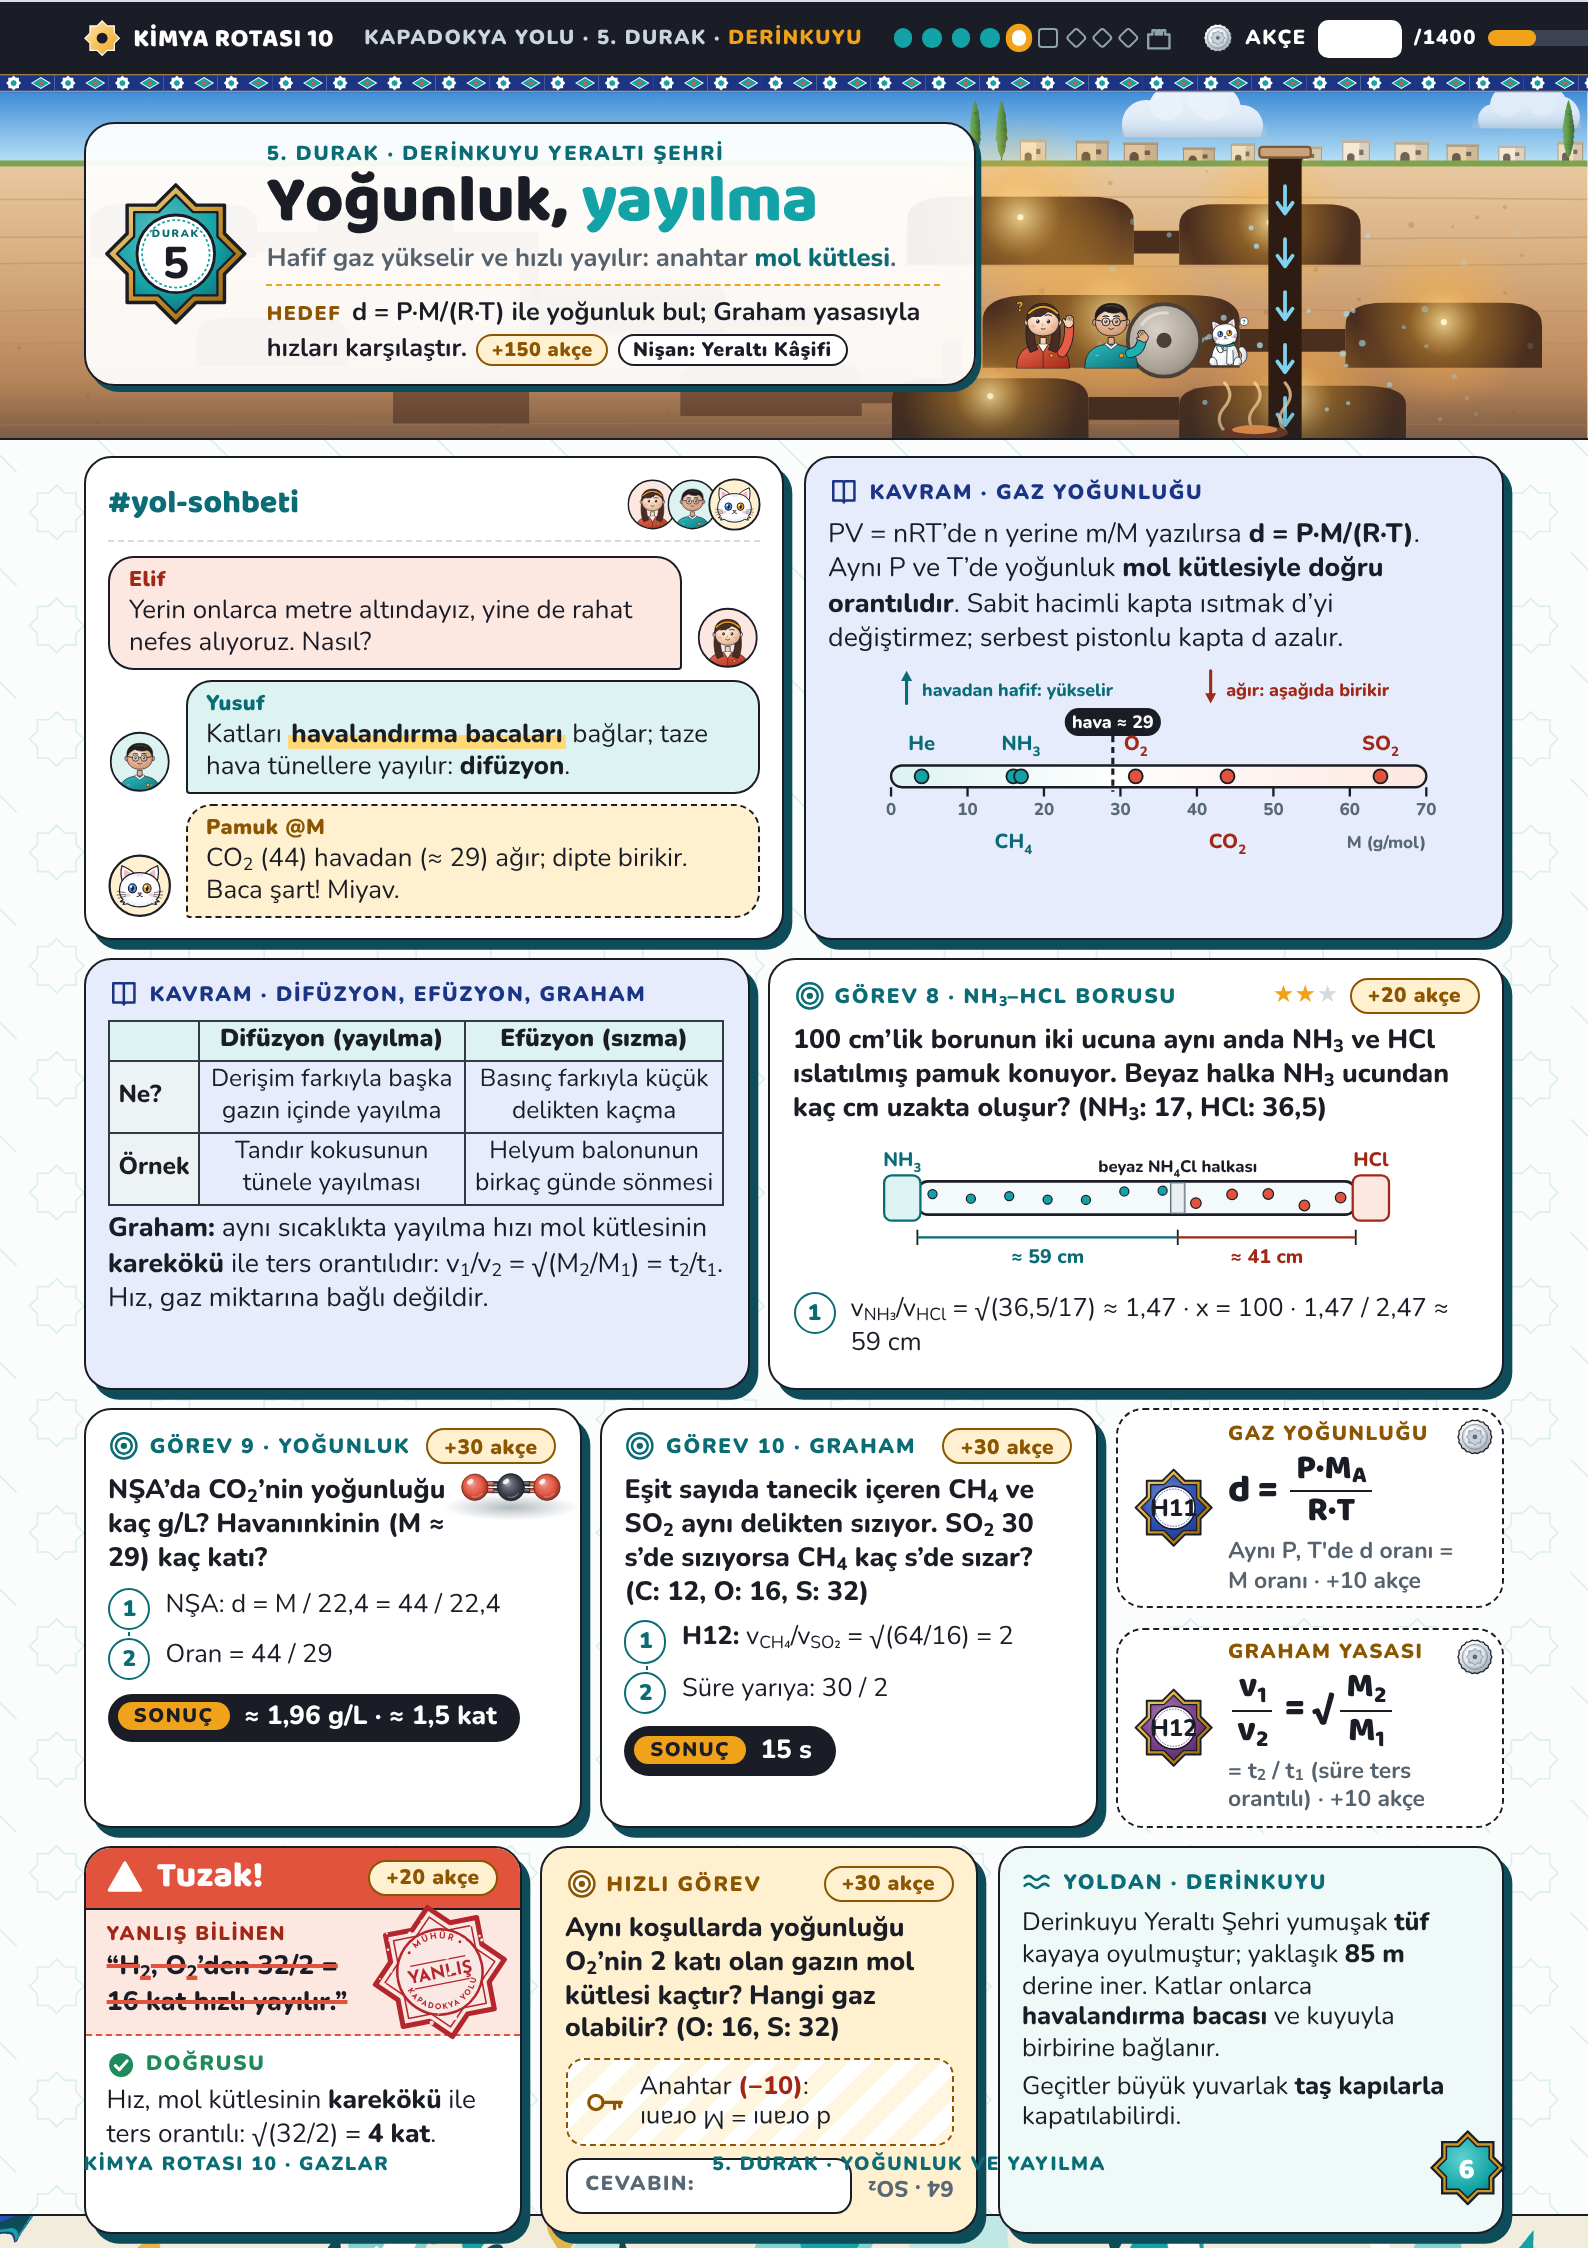 KİMYA ROTASI 10
KAPADOKYA YOLU · 5. DURAK · DERİNKUYU
AKÇE /1400
5. DURAK · DERİNKUYU YERALTI ŞEHRİ
DURAK
5
Yoğunluk, yayılma
Hafif gaz yükselir ve hızlı yayılır: anahtar mol kütlesi.
HEDEF d = P·M/(R·T) ile yoğunluk bul; Graham yasasıyla
hızları karşılaştır. +150 akçe Nişan: Yeraltı Kâşifi
#yol-sohbeti
Elif
Yerin onlarca metre altındayız, yine de rahat
nefes alıyoruz. Nasıl?
Yusuf
Katları havalandırma bacaları bağlar; taze
hava tünellere yayılır: difüzyon.
Pamuk @M
CO₂ (44) havadan (≈ 29) ağır; dipte birikir.
Baca şart! Miyav.
KAVRAM · GAZ YOĞUNLUĞU
PV = nRT’de n yerine m/M yazılırsa d = P·M/(R·T).
Aynı P ve T’de yoğunluk mol kütlesiyle doğru
orantılıdır. Sabit hacimli kapta ısıtmak d’yi
değiştirmez; serbest pistonlu kapta d azalır.
havadan hafif: yükselir ağır: aşağıda birikir
hava ≈ 29
He NH₃ O₂ SO₂
0 10 20 30 40 50 60 70
CH₄ CO₂ M (g/mol)
KAVRAM · DİFÜZYON, EFÜZYON, GRAHAM
Difüzyon (yayılma) Efüzyon (sızma)
Ne? Derişim farkıyla başka gazın içinde yayılma Basınç farkıyla küçük delikten kaçma
Örnek Tandır kokusunun tünele yayılması Helyum balonunun birkaç günde sönmesi
Graham: aynı sıcaklıkta yayılma hızı mol kütlesinin
karekökü ile ters orantılıdır: v₁/v₂ = √(M₂/M₁) = t₂/t₁.
Hız, gaz miktarına bağlı değildir.
GÖREV 8 · NH₃–HCL BORUSU
+20 akçe
100 cm’lik borunun iki ucuna aynı anda NH₃ ve HCl
ıslatılmış pamuk konuyor. Beyaz halka NH₃ ucundan
kaç cm uzakta oluşur? (NH₃: 17, HCl: 36,5)
NH₃ beyaz NH₄Cl halkası HCl
≈ 59 cm ≈ 41 cm
1 vNH₃/vHCl = √(36,5/17) ≈ 1,47 · x = 100 · 1,47 / 2,47 ≈
59 cm
GÖREV 9 · YOĞUNLUK +30 akçe
NŞA’da CO₂’nin yoğunluğu
kaç g/L? Havanınkinin (M ≈
29) kaç katı?
1 NŞA: d = M / 22,4 = 44 / 22,4
2 Oran = 44 / 29
SONUÇ ≈ 1,96 g/L · ≈ 1,5 kat
GÖREV 10 · GRAHAM +30 akçe
Eşit sayıda tanecik içeren CH₄ ve
SO₂ aynı delikten sızıyor. SO₂ 30
s’de sızıyorsa CH₄ kaç s’de sızar?
(C: 12, O: 16, S: 32)
1 H12: vCH₄/vSO₂ = √(64/16) = 2
2 Süre yarıya: 30 / 2
SONUÇ 15 s
GAZ YOĞUNLUĞU
H11
d = P·MA / R·T
Aynı P, T'de d oranı =
M oranı · +10 akçe
GRAHAM YASASI
H12
v₁ / v₂ = √ M₂ / M₁
= t₂ / t₁ (süre ters
orantılı) · +10 akçe
Tuzak! +20 akçe
YANLIŞ BİLİNEN
“H₂, O₂’den 32/2 =
16 kat hızlı yayılır.”
MÜHÜR
YANLIŞ
KAPADOKYA YOLU
DOĞRUSU
Hız, mol kütlesinin karekökü ile
ters orantılı: √(32/2) = 4 kat.
HIZLI GÖREV +30 akçe
Aynı koşullarda yoğunluğu
O₂’nin 2 katı olan gazın mol
kütlesi kaçtır? Hangi gaz
olabilir? (O: 16, S: 32)
Anahtar (−10):
d oranı = M oranı
CEVABIN:
64 · SO₂
YOLDAN · DERİNKUYU
Derinkuyu Yeraltı Şehri yumuşak tüf
kayaya oyulmuştur; yaklaşık 85 m
derine iner. Katlar onlarca
havalandırma bacası ve kuyuyla
birbirine bağlanır.
Geçitler büyük yuvarlak taş kapılarla
kapatılabilirdi.
KİMYA ROTASI 10 · GAZLAR
5. DURAK · YOĞUNLUK VE YAYILMA
6